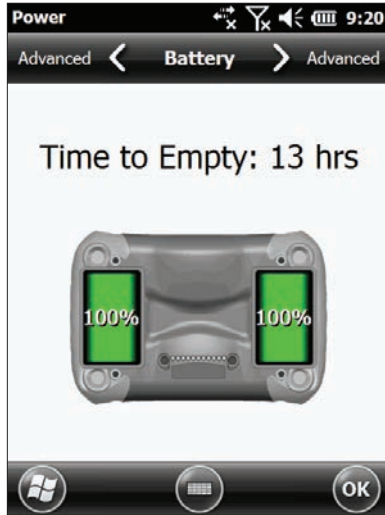 Power 9:20
Advanced Battery Advanced
Time to Empty: 13 hrs
100% 100%
OK